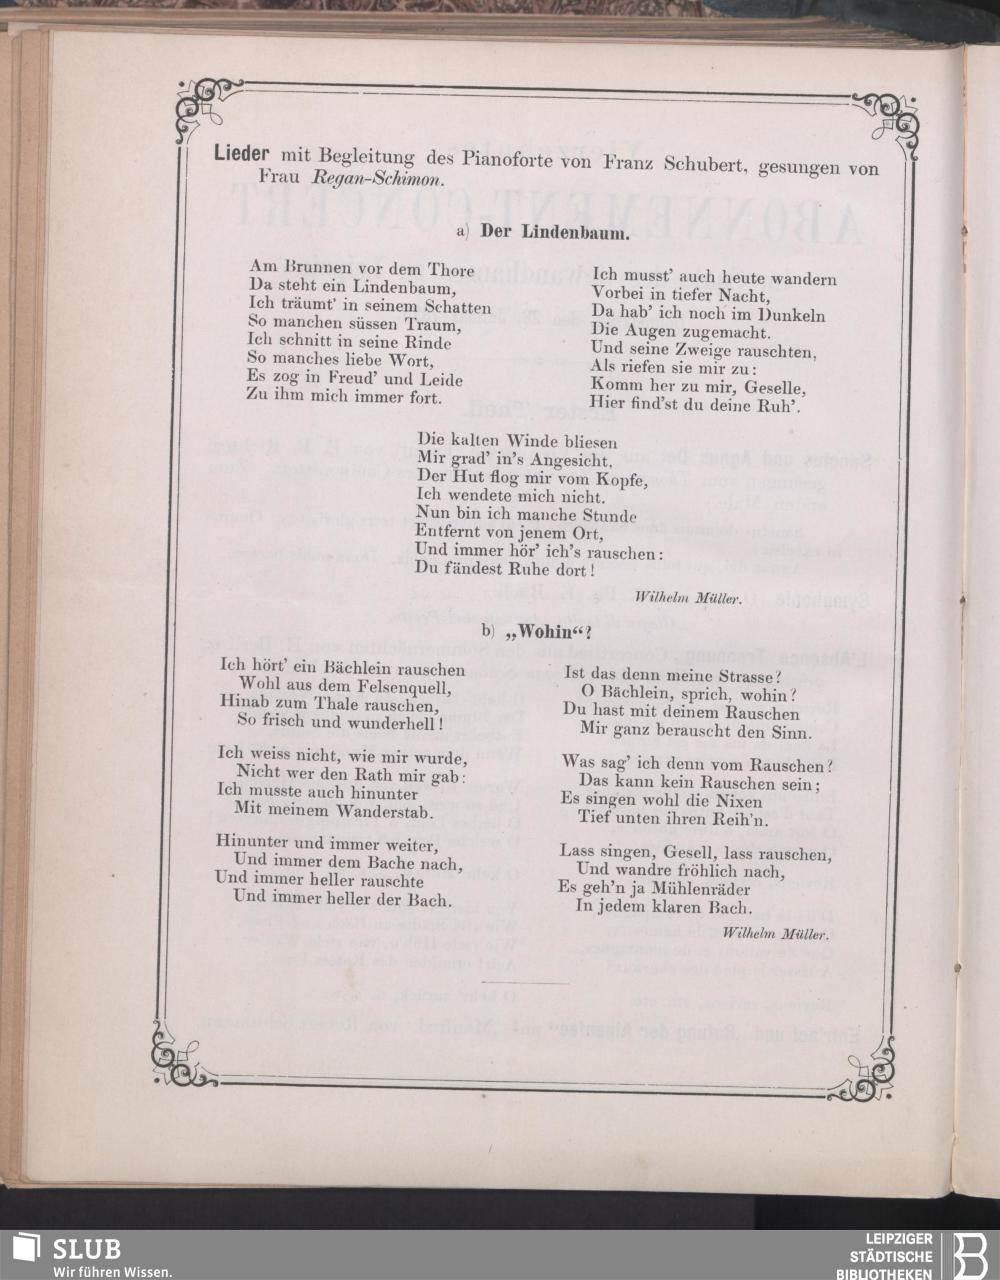 Lieder mit Begleitung des Pianoforte von Franz Schubert, gesungen von
Frau Regan-Schimon.
a) Der Lindenbaum.
Am Brunnen vor dem Thore
Da steht ein Lindenbaum,
Ich träumt' in seinem Schatten
So manchen süssen Traum,
Ich schnitt in seine Rinde
So manches liebe Wort,
Es zog in Freud' und Leide
Zu ihm mich immer fort.
Ich musst' auch heute wandern
Vorbei in tiefer Nacht,
Da hab' ich noch im Dunkeln
Die Augen zugemacht.
Und seine Zweige rauschten,
Als riefen sie mir zu:
Komm her zu mir, Geselle,
Hier find'st du deine Ruh'.
Die kalten Winde bliesen
Mir grad' in's Angesicht,
Der Hut flog mir vom Kopfe,
Ich wendete mich nicht.
Nun bin ich manche Stunde
Entfernt von jenem Ort,
Und immer hör' ich's rauschen:
Du fändest Ruhe dort!
Wilhelm Müller.
b) „Wohin“?
Ich hört' ein Bächlein rauschen
Wohl aus dem Felsenquell,
Hinab zum Thale rauschen,
So frisch und wunderhell!
Ich weiss nicht, wie mir wurde,
Nicht wer den Rath mir gab:
Ich musste auch hinunter
Mit meinem Wanderstab.
Hinunter und immer weiter,
Und immer dem Bache nach,
Und immer heller rauschte
Und immer heller der Bach.
Ist das denn meine Strasse?
O Bächlein, sprich, wohin?
Du hast mit deinem Rauschen
Mir ganz berauscht den Sinn.
Was sag' ich denn vom Rauschen?
Das kann kein Rauschen sein;
Es singen wohl die Nixen
Tief unten ihren Reih'n.
Lass singen, Gesell, lass rauschen,
Und wandre fröhlich nach,
Es geh'n ja Mühlenräder
In jedem klaren Bach.
Wilhelm Müller.
SLUB
Wir führen Wissen.
LEIPZIGER
STÄDTISCHE
BIBLIOTHEKEN